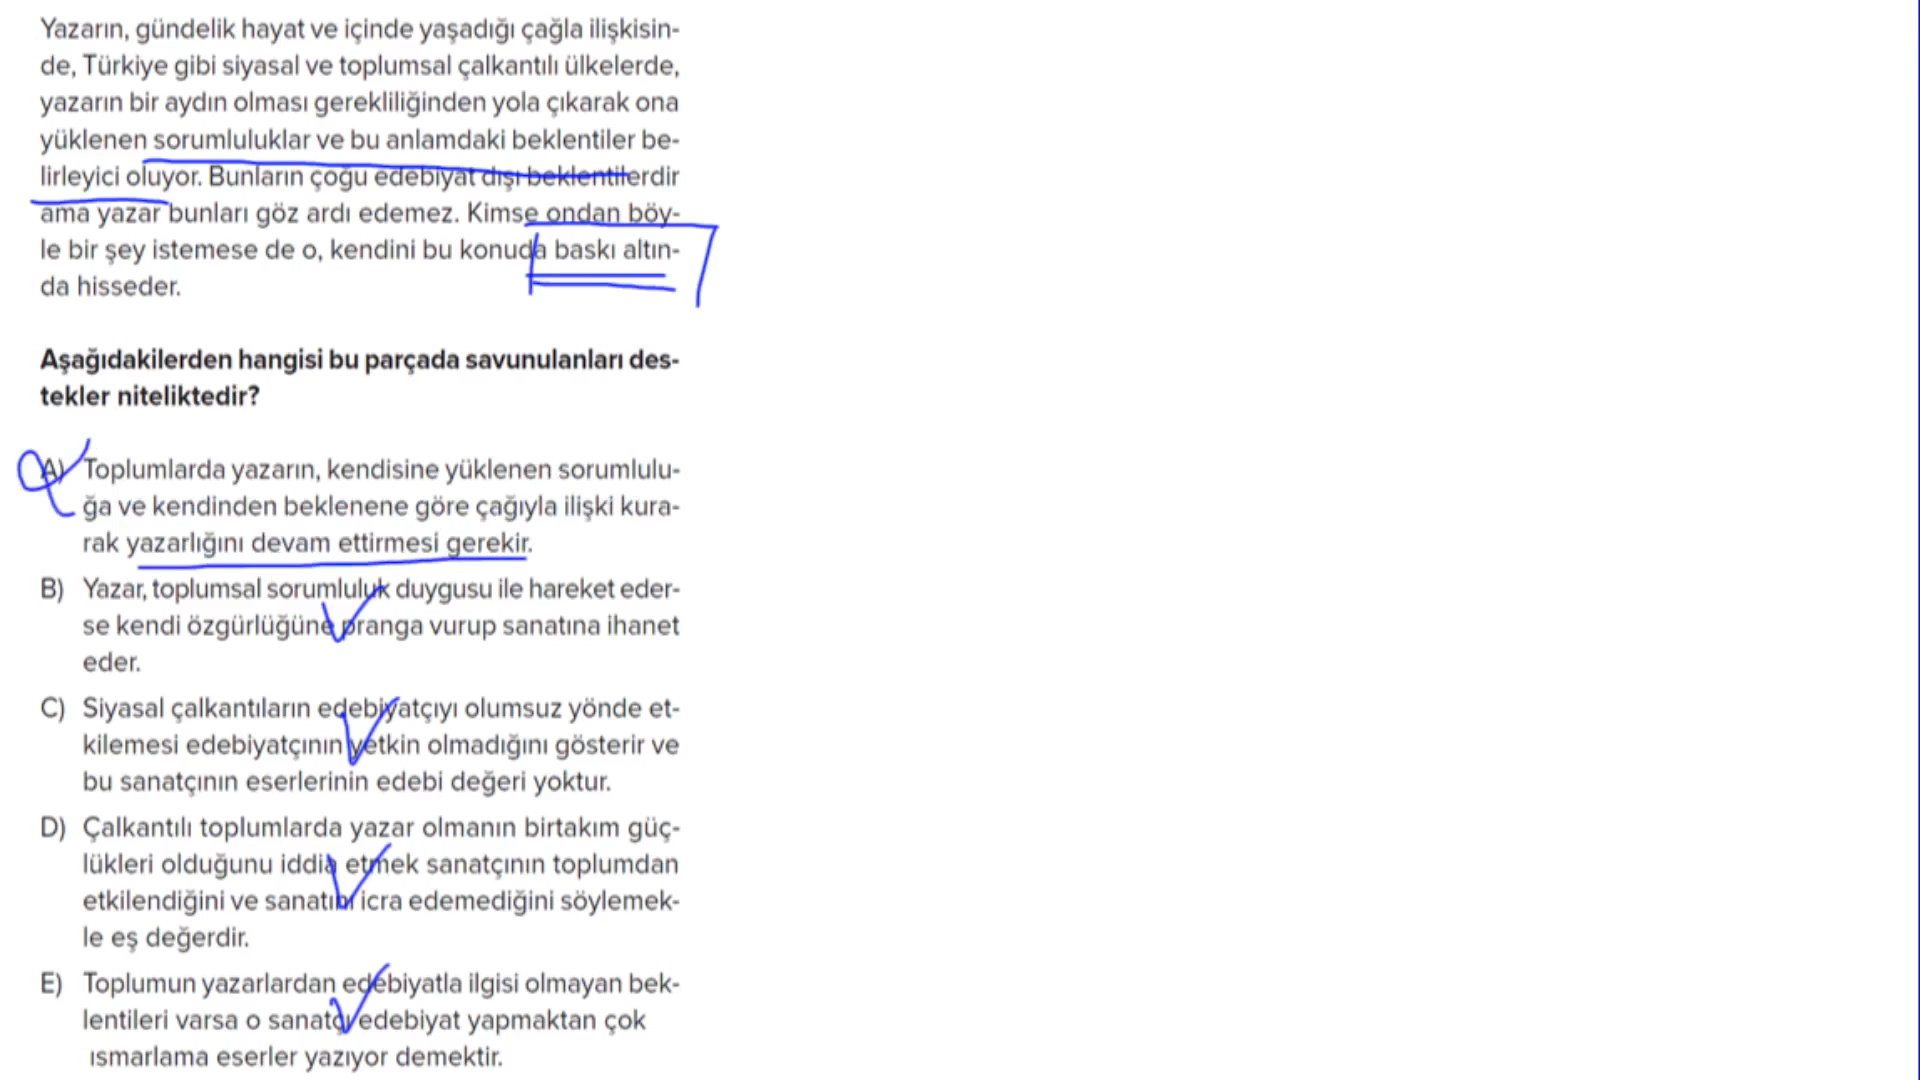 Yazarın, gündelik hayat ve içinde yaşadığı çağla ilişkisin-
de, Türkiye gibi siyasal ve toplumsal çalkantılı ülkelerde,
yazarın bir aydın olması gerekliliğinden yola çıkarak ona
yüklenen sorumluluklar ve bu anlamdaki beklentiler be-
lirleyici oluyor. Bunların çoğu edebiyat dışı beklentilerdir
ama yazar bunları göz ardı edemez. Kimse ondan böy-
le bir şey istemese de o, kendini bu konuda baskı altın-
da hisseder.
Aşağıdakilerden hangisi bu parçada savunulanları des-
tekler niteliktedir?
A) Toplumlarda yazarın, kendisine yüklenen sorumlulu-
ğa ve kendinden beklenene göre çağıyla ilişki kura-
rak yazarlığını devam ettirmesi gerekir.
B) Yazar, toplumsal sorumluluk duygusu ile hareket eder-
se kendi özgürlüğüne pranga vurup sanatına ihanet
eder.
C) Siyasal çalkantıların edebiyatçıyı olumsuz yönde et-
kilemesi edebiyatçının yetkin olmadığını gösterir ve
bu sanatçının eserlerinin edebi değeri yoktur.
D) Çalkantılı toplumlarda yazar olmanın birtakım güç-
lükleri olduğunu iddia etmek sanatçının toplumdan
etkilendiğini ve sanatını icra edemediğini söylemek-
le eş değerdir.
E) Toplumun yazarlardan edebiyatla ilgisi olmayan bek-
lentileri varsa o sanatçı edebiyat yapmaktan çok
ısmarlama eserler yazıyor demektir.